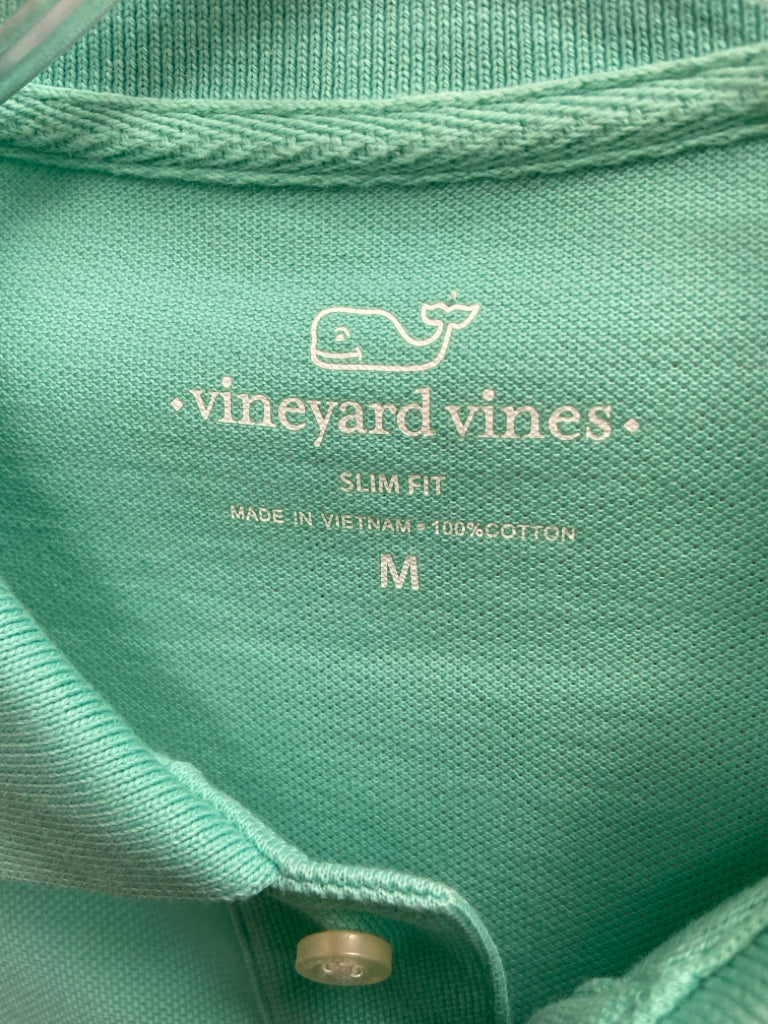 ·vineyard vines·
SLIM FIT
MADE IN VIETNAM • 100%COTTON
M